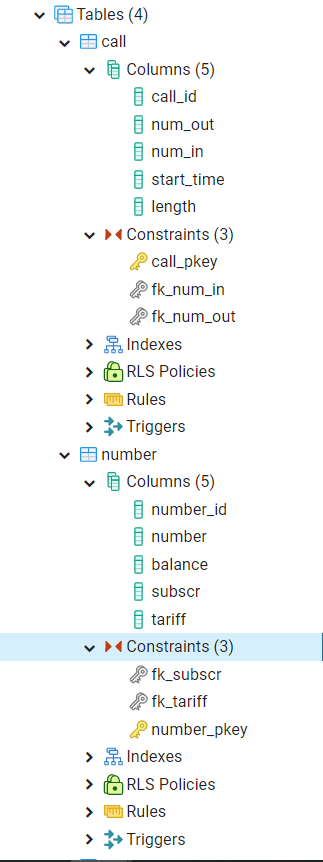 Tables (4)
call
Columns (5)
call_id
num_out
num_in
start_time
length
Constraints (3)
call_pkey
fk_num_in
fk_num_out
Indexes
RLS Policies
Rules
Triggers
number
Columns (5)
number_id
number
balance
subscr
tariff
Constraints (3)
fk_subscr
fk_tariff
number_pkey
Indexes
RLS Policies
Rules
Triggers